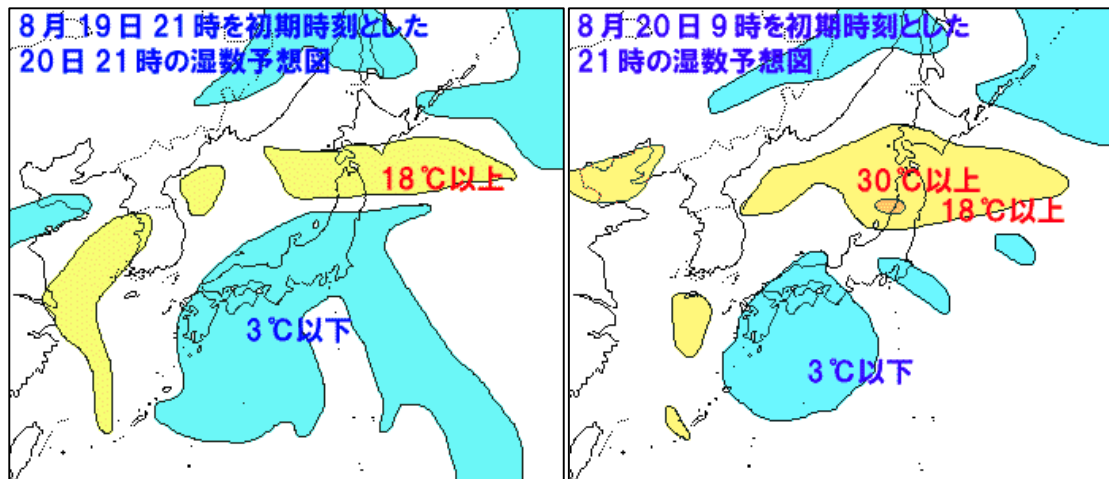 8月19日21時を初期時刻とした
20日21時の湿数予想図
18℃以上
3℃以下
8月20日9時を初期時刻とした
21時の湿数予想図
30℃以上
18℃以上
3℃以下